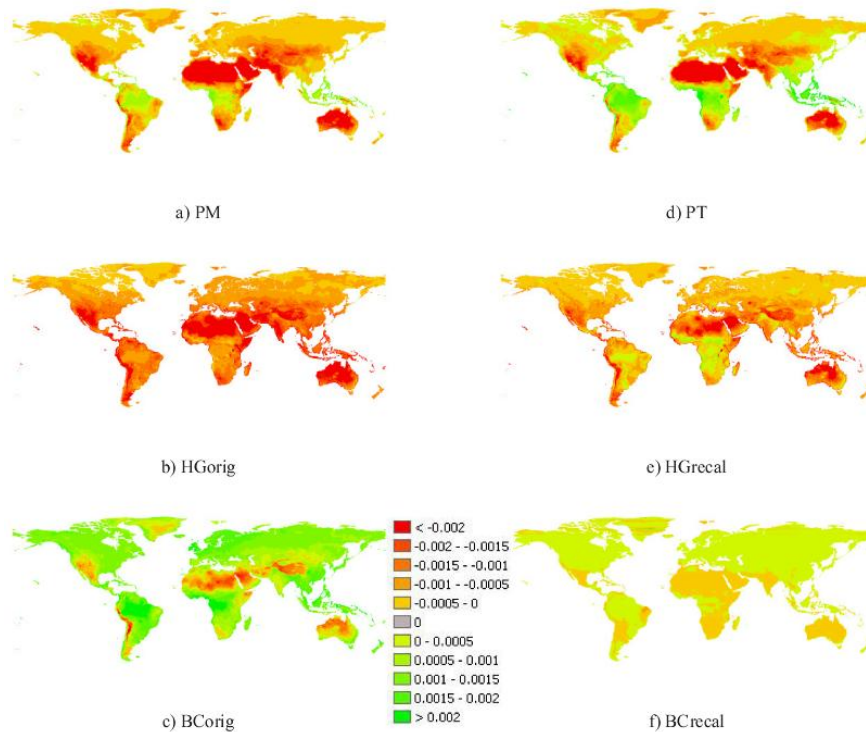 a) PM
d) PT
b) HGorig
e) HGrecal
< -0.002
-0.002 - -0.0015
-0.0015 - -0.001
-0.001 - -0.0005
-0.0005 - 0
0
0 - 0.0005
0.0005 - 0.001
0.001 - 0.0015
0.0015 - 0.002
> 0.002
c) BCorig
f) BCrecal